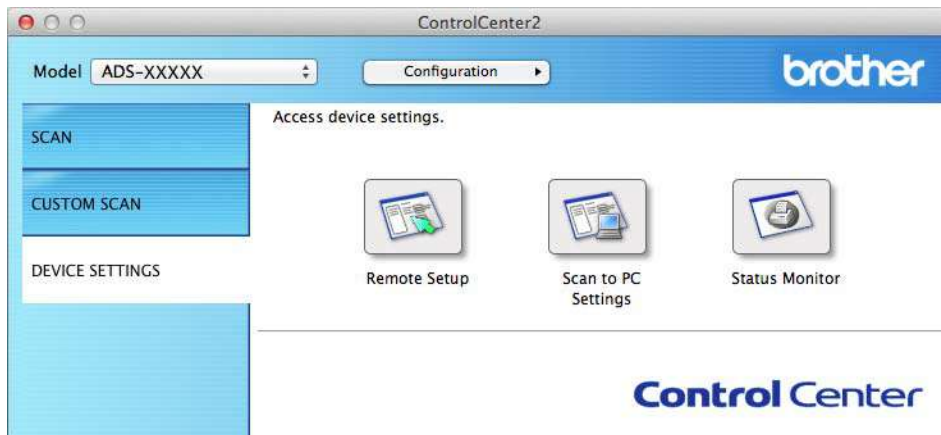 ControlCenter2
Model ADS-XXXXX Configuration brother
SCAN
CUSTOM SCAN
DEVICE SETTINGS
Access device settings.
Remote Setup
Scan to PC
Settings
Status Monitor
Control Center